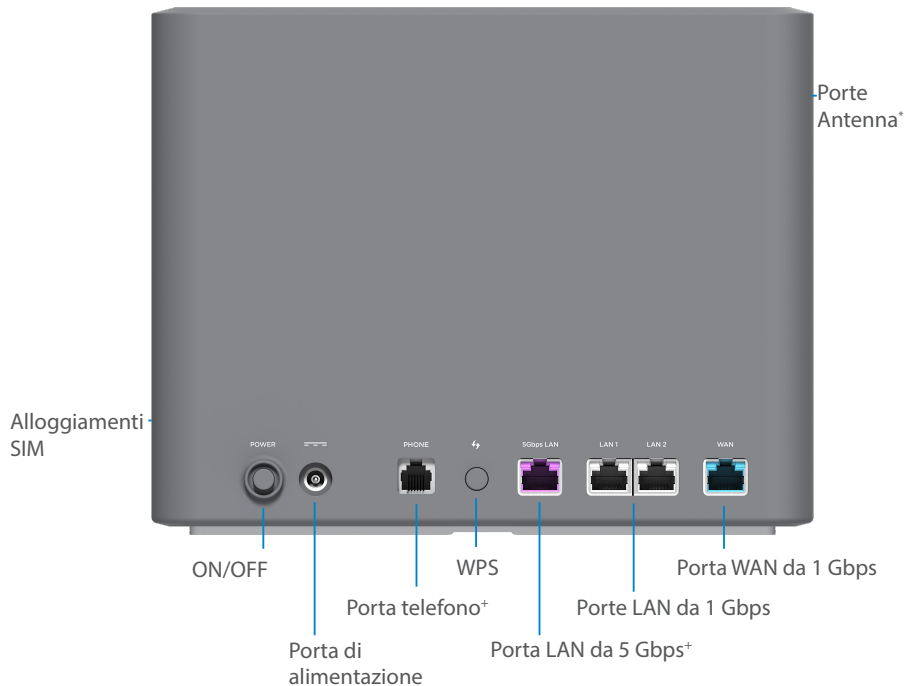 Porte
Antenna*
Alloggiamenti
SIM
POWER
PHONE
5Gbps LAN
LAN 1
LAN 2
WAN
ON/OFF
WPS
Porta WAN da 1 Gbps
Porta telefono+
Porte LAN da 1 Gbps
Porta di
alimentazione
Porta LAN da 5 Gbps+